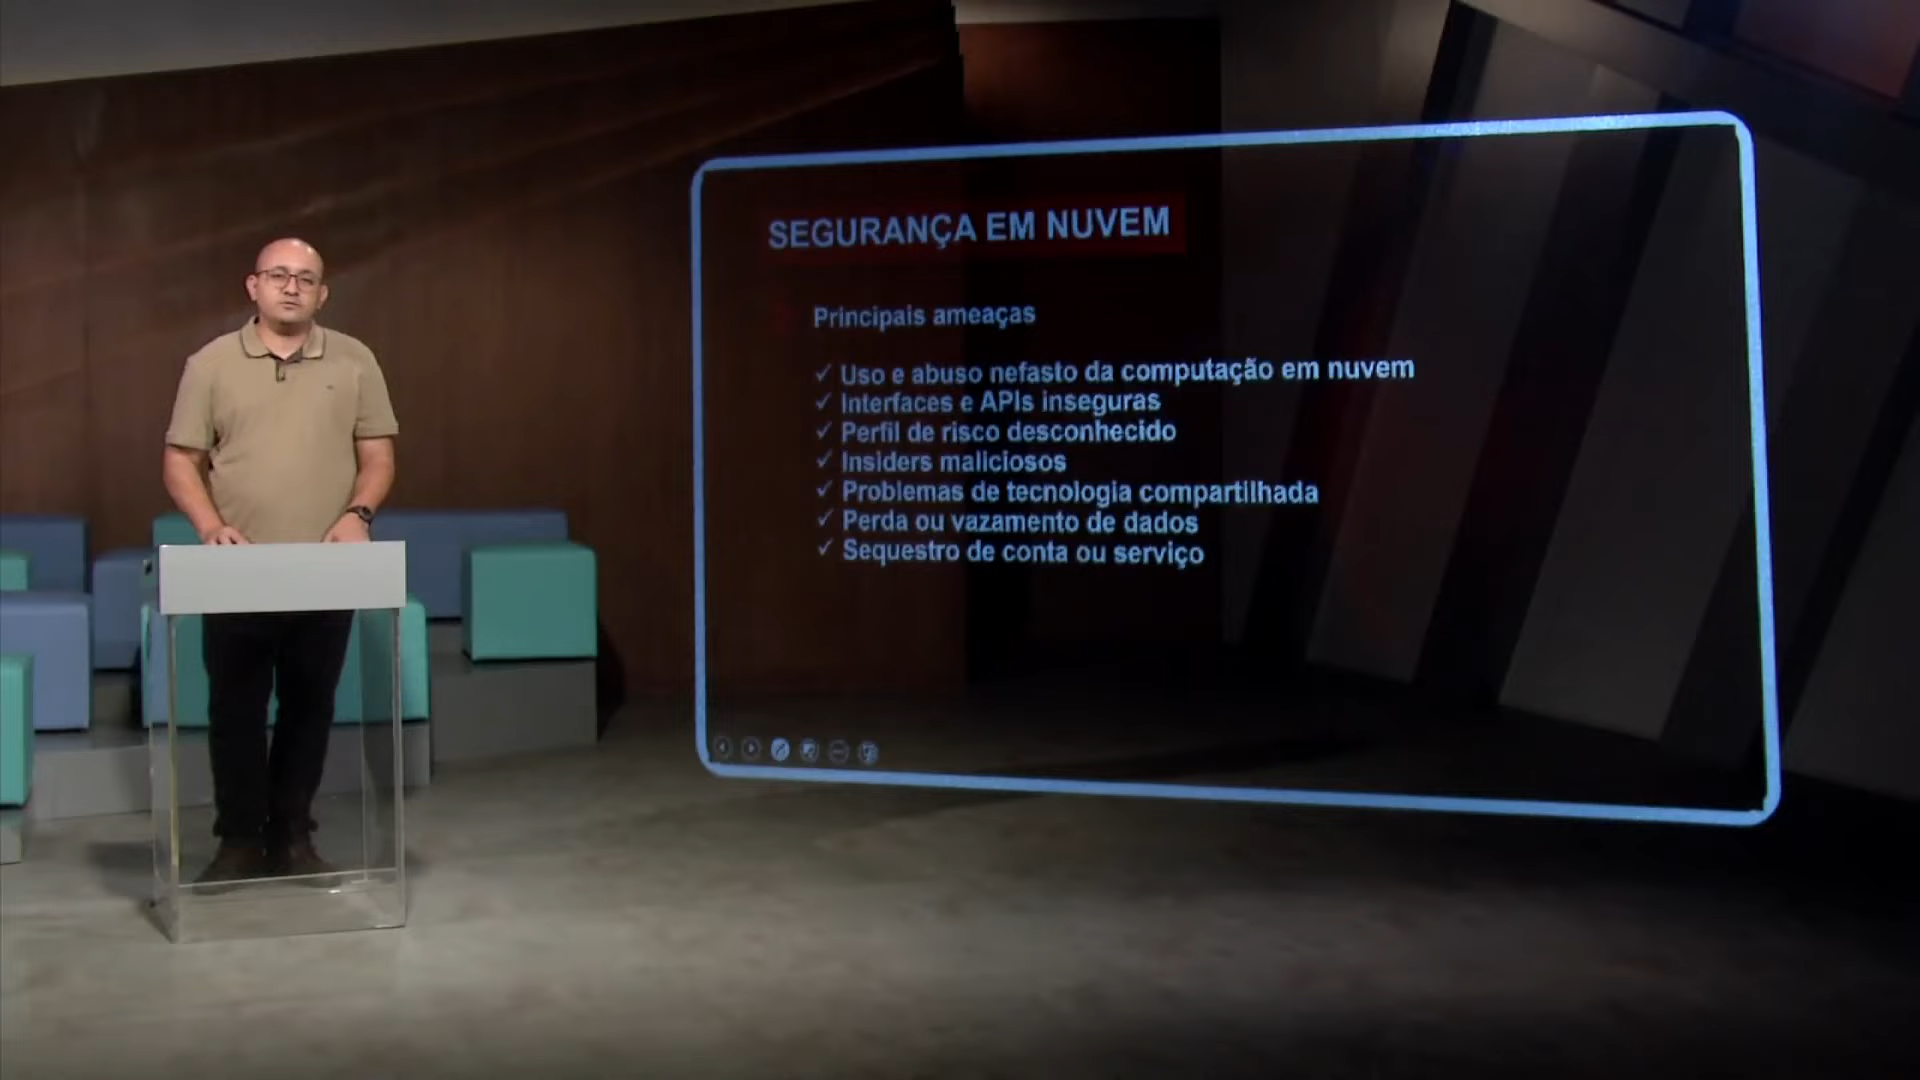 SEGURANÇA EM NUVEM
Principais ameaças
✓ Uso e abuso nefasto da computação em nuvem
✓ Interfaces e APIs inseguras
✓ Perfil de risco desconhecido
✓ Insiders maliciosos
✓ Problemas de tecnologia compartilhada
✓ Perda ou vazamento de dados
✓ Sequestro de conta ou serviço